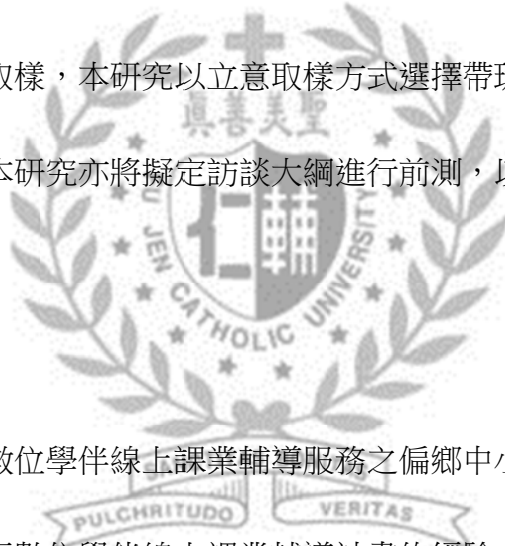 取樣，本研究以立意取樣方式選擇帶班
真善美聖
本研究亦將擬定訪談大綱進行前測，以
輔仁
JEN CATHOLIC UNIVERSITY
數位學伴線上課業輔導服務之偏鄉中小
PULCHRITUDO VERITAS